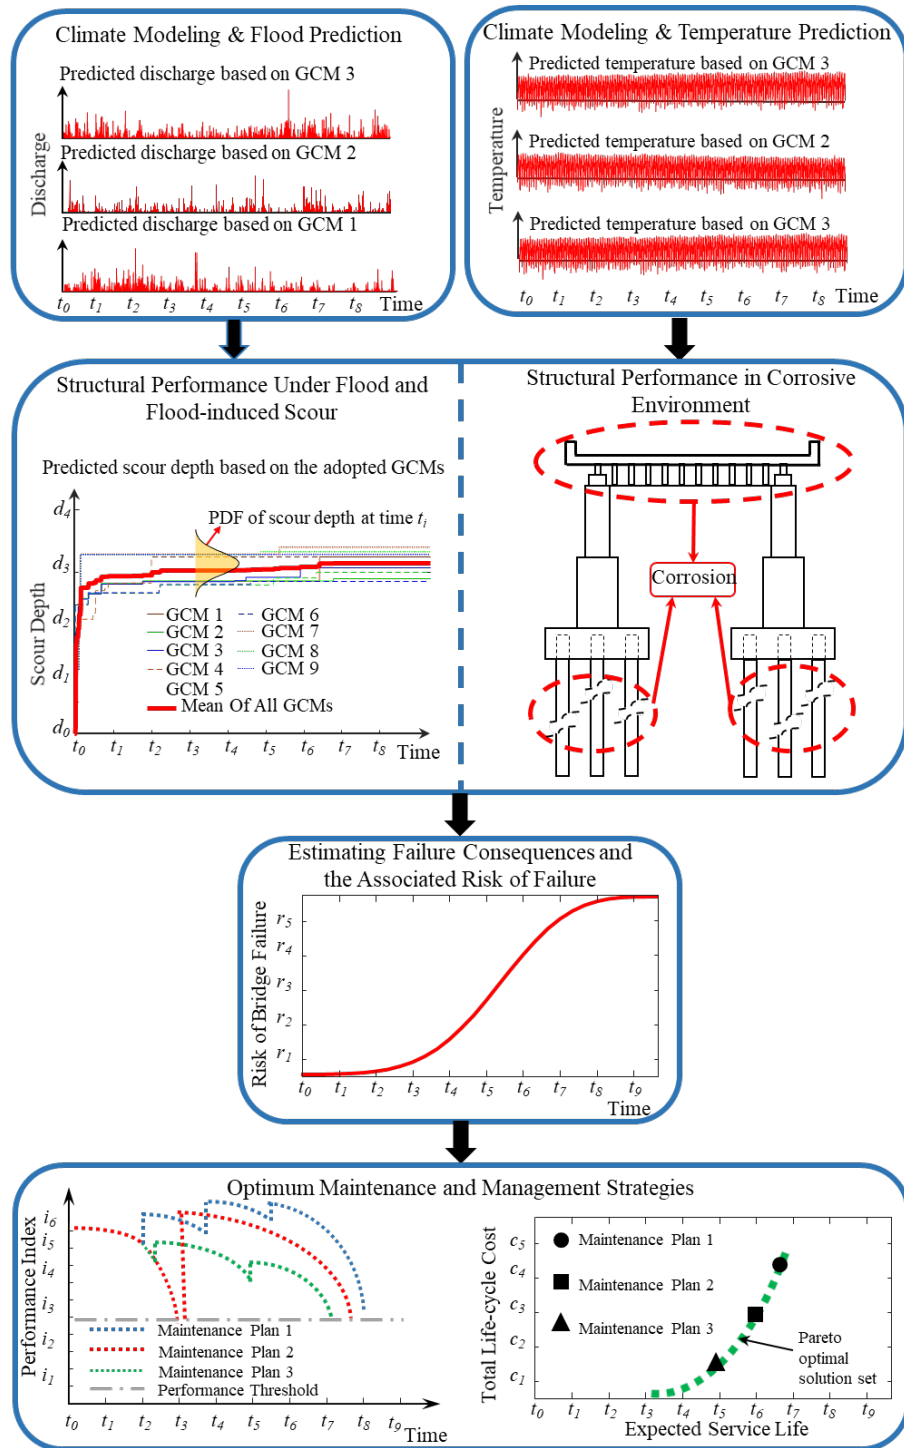 Climate Modeling & Flood Prediction
Predicted discharge based on GCM 3
Predicted discharge based on GCM 2
Predicted discharge based on GCM 1
Discharge
t0 t1 t2 t3 t4 t5 t6 t7 t8 Time
Climate Modeling & Temperature Prediction
Predicted temperature based on GCM 3
Predicted temperature based on GCM 2
Predicted temperature based on GCM 3
Temperature
t0 t1 t2 t3 t4 t5 t6 t7 t8 Time
Structural Performance Under Flood and
Flood-induced Scour
Predicted scour depth based on the adopted GCMs
PDF of scour depth at time ti
d4
d3
d2
d1
d0
Scour Depth
GCM 1
GCM 2
GCM 3
GCM 4
GCM 5
GCM 6
GCM 7
GCM 8
GCM 9
Mean Of All GCMs
t0 t1 t2 t3 t4 t5 t6 t7 t8 Time
Structural Performance in Corrosive
Environment
Corrosion
Estimating Failure Consequences and
the Associated Risk of Failure
Risk of Bridge Failure
r5
r4
r3
r2
r1
t0 t1 t2 t3 t4 t5 t6 t7 t8 t9
Time
Optimum Maintenance and Management Strategies
Performance Index
i6
i5
i4
i3
i2
i1
Maintenance Plan 1
Maintenance Plan 2
Maintenance Plan 3
Performance Threshold
t0 t1 t2 t3 t4 t5 t6 t7 t8 t9
Time
Total Life-cycle Cost
c5
c4
c3
c2
c1
Maintenance Plan 1
Maintenance Plan 2
Maintenance Plan 3
Pareto
optimal
solution set
t0 t1 t2 t3 t4 t5 t6 t7 t8 t9
Expected Service Life